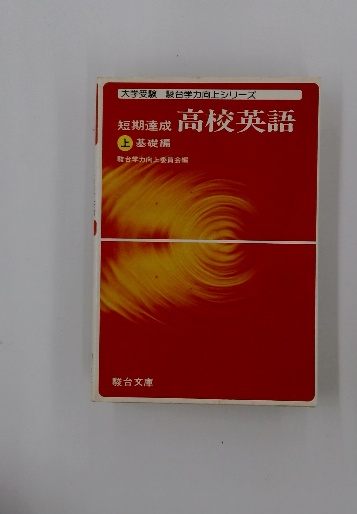 大学受験 駿台学力向上シリーズ
短期達成 高校英語
上 基礎編
駿台学力向上委員会編
駿台文庫